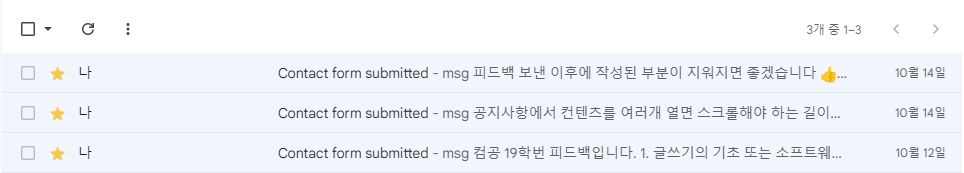 3개 중 1–3
나 Contact form submitted - msg 피드백 보낸 이후에 작성된 부분이 지워지면 좋겠습니다 👍... 10월 14일
나 Contact form submitted - msg 공지사항에서 컨텐츠를 여러개 열면 스크롤해야 하는 길이... 10월 14일
나 Contact form submitted - msg 컴공 19학번 피드백입니다. 1. 글쓰기의 기초 또는 소프트웨... 10월 12일